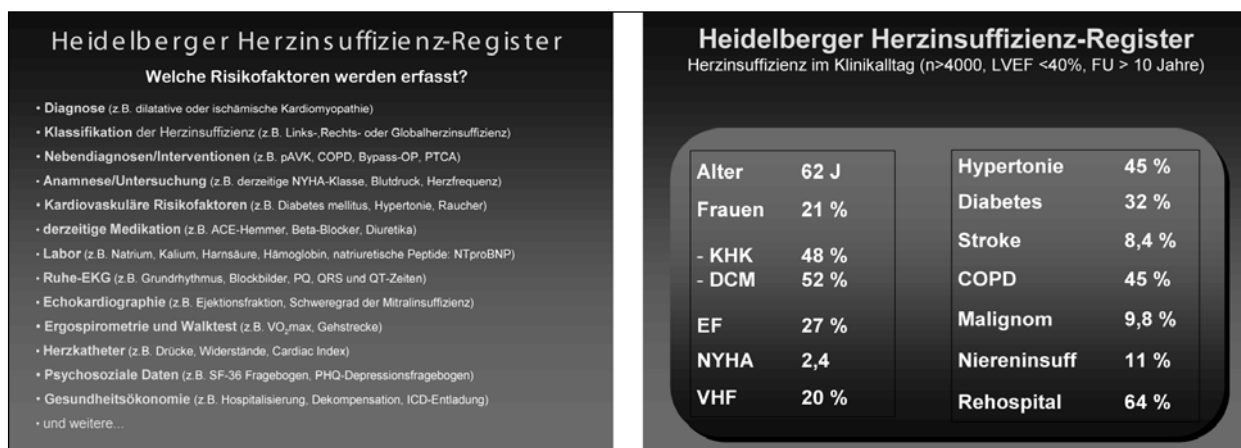 Heidelberger Herzinsuffizienz-Register
Welche Risikofaktoren werden erfasst?
• Diagnose (z.B. dilatative oder ischämische Kardiomyopathie)
• Klassifikation der Herzinsuffizienz (z.B. Links-,Rechts- oder Globalherzinsuffizienz)
• Nebendiagnosen/Interventionen (z.B. pAVK, COPD, Bypass-OP, PTCA)
• Anamnese/Untersuchung (z.B. derzeitige NYHA-Klasse, Blutdruck, Herzfrequenz)
• Kardiovaskuläre Risikofaktoren (z.B. Diabetes mellitus, Hypertonie, Raucher)
• derzeitige Medikation (z.B. ACE-Hemmer, Beta-Blocker, Diuretika)
• Labor (z.B. Natrium, Kalium, Harnsäure, Hämoglobin, natriuretische Peptide: NTproBNP)
• Ruhe-EKG (z.B. Grundrhythmus, Blockbilder, PQ, QRS und QT-Zeiten)
• Echokardiographie (z.B. Ejektionsfraktion, Schweregrad der Mitralinsuffizienz)
• Ergospirometrie und Walktest (z.B. VO₂max, Gehstrecke)
• Herzkatheter (z.B. Drücke, Widerstände, Cardiac Index)
• Psychosoziale Daten (z.B. SF-36 Fragebogen, PHQ-Depressionsfragebogen)
• Gesundheitsökonomie (z.B. Hospitalisierung, Dekompensation, ICD-Entladung)
• und weitere...
Heidelberger Herzinsuffizienz-Register
Herzinsuffizienz im Klinikalltag (n>4000, LVEF <40%, FU > 10 Jahre)
Alter 62 J
Frauen 21 %
- KHK 48 %
- DCM 52 %
EF 27 %
NYHA 2,4
VHF 20 %
Hypertonie 45 %
Diabetes 32 %
Stroke 8,4 %
COPD 45 %
Malignom 9,8 %
Niereninsuff 11 %
Rehospital 64 %